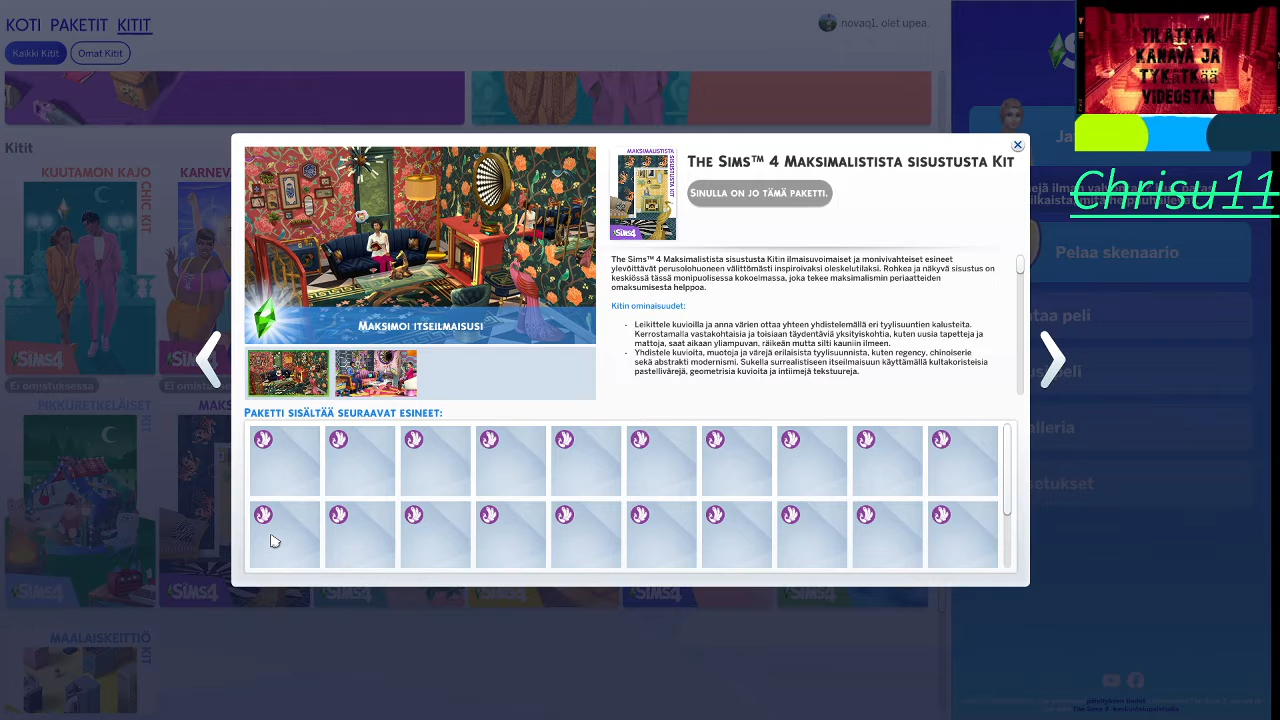 KOTI PAKETIT KITIT
novaq1, olet upea.
Kaikki Kitit
Omat Kitit
TILATKAA
KANAVA JA
TYKÄTKÄÄ
VIDEOSTA!
Chrisu11
Kitit
KUUTAMON KAJO
CHIC KIT
SIMS4
Ei omistuksessa
PIKKURETKELÄISET
KIT
MAALAISKEITTIÖ
KIT
Pelaa skenaario
MAKSIMALISTISTA
SISUSTUSTA KIT
SIMS4
The Sims™ 4 Maksimalistista sisustusta Kit
Sinulla on jo tämä paketti.
The Sims™ 4 Maksimalistista sisustusta Kitin ilmaisuvoimaiset ja monivivahteiset esineet
ylevöittävät perusolohuoneen välittömästi inspiroivaksi oleskelutilaksi. Rohkea ja näkyvä sisustus on
keskiössä tässä monipuolisessa kokoelmassa, joka tekee maksimalismin periaatteiden
omaksumisesta helppoa.
Kitin ominaisuudet:
- Leikittele kuvioilla ja anna värien ottaa yhteen yhdistelemällä eri tyylisuuntien kalusteita.
Kerrostamalla vastakohtaisia ja toisiaan täydentäviä yksityiskohtia, kuten uusia tapetteja ja
mattoja, saat aikaan yliampuvan, räikeän mutta silti kauniin ilmeen.
- Yhdistele kuvioita, muotoja ja värejä erilaisista tyylisuunnista, kuten regency, chinoiserie
sekä abstrakti modernismi. Sukella surrealistiseen itseilmaisuun käyttämällä kultakoristeisia
pastellivärejä, geometrisia kuvioita ja intiimejä tekstuureja.
Maksimoi itseilmaisusi
Paketti sisältää seuraavat esineet: